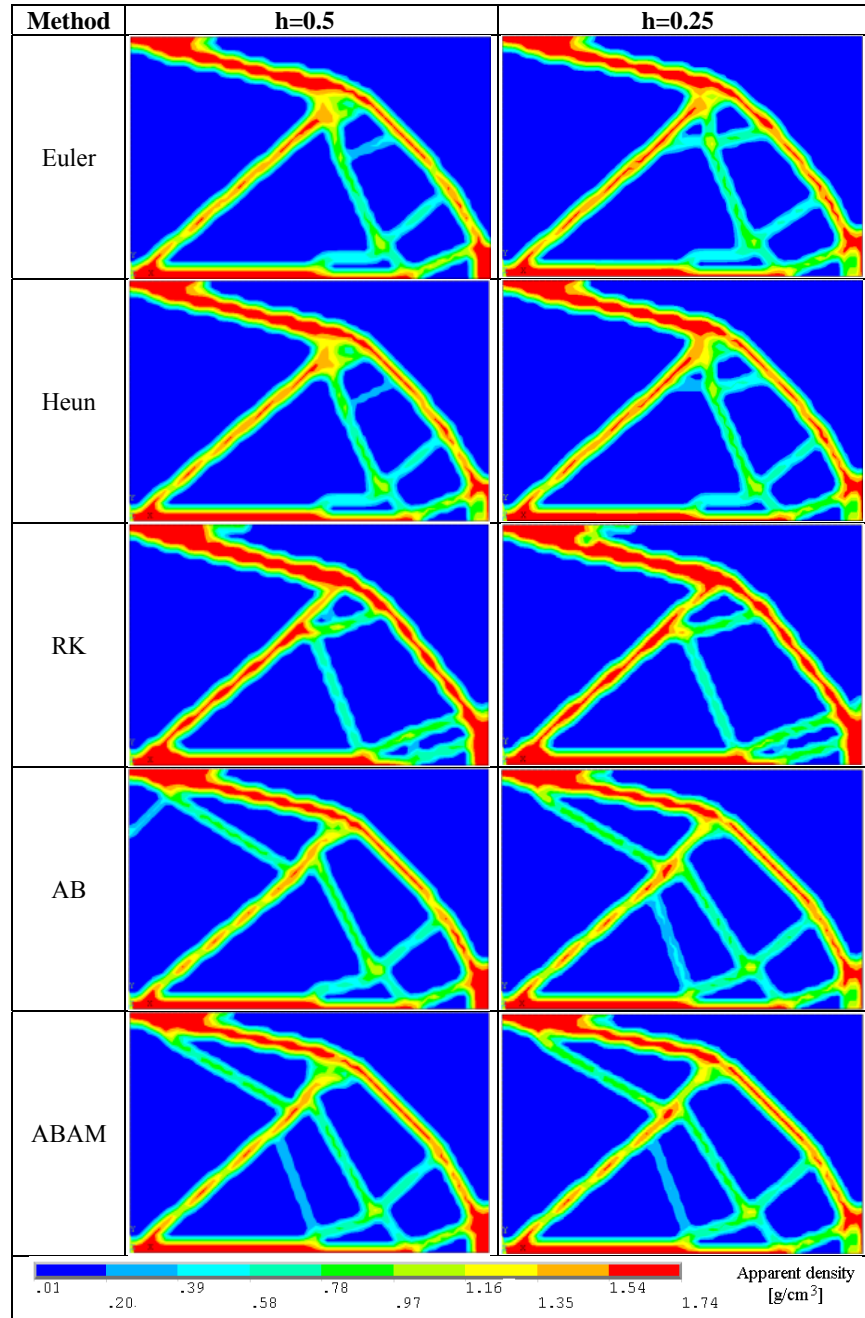 Method h=0.5 h=0.25
Euler
Heun
RK
AB
ABAM
.01 .39 .78 1.16 1.54
.20 .58 .97 1.35 1.74
Apparent density
[g/cm³]